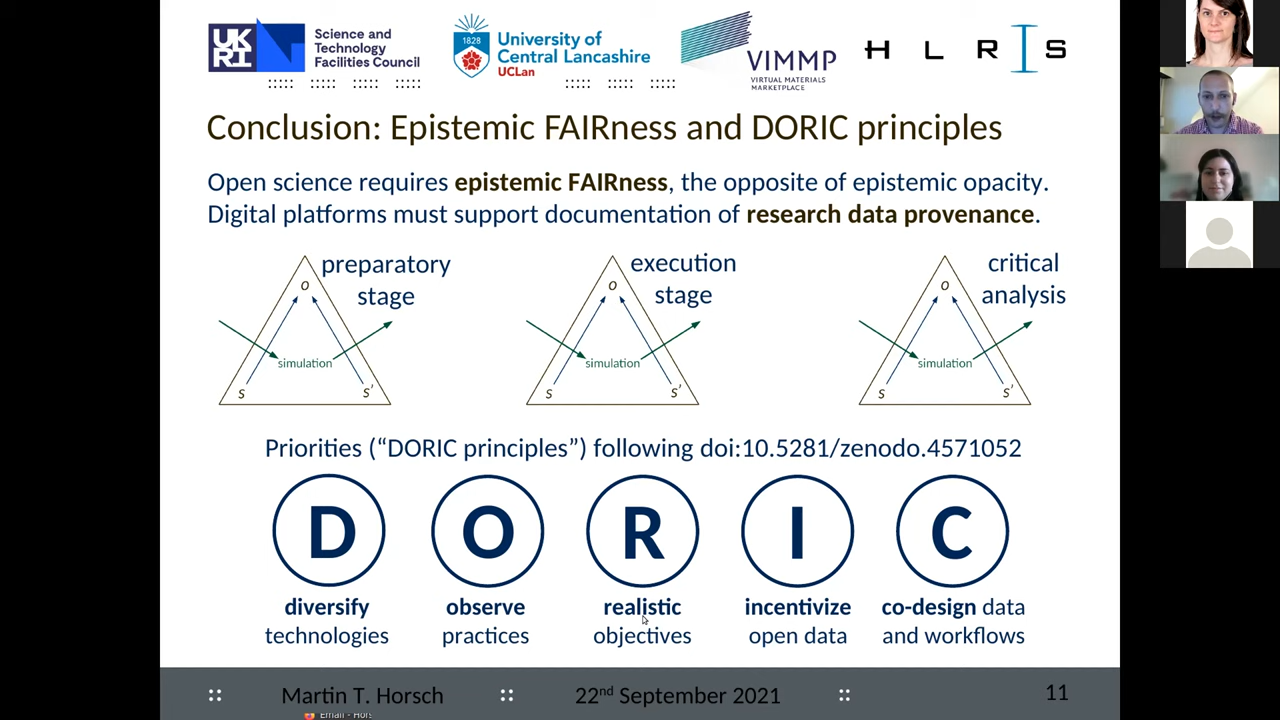 UK
RI
Science and
Technology
Facilities Council
1828
University of
Central Lancashire
UCLan
VIMMP
VIRTUAL MATERIALS
MARKETPLACE
H L R I S
Conclusion: Epistemic FAIRness and DORIC principles
Open science requires epistemic FAIRness, the opposite of epistemic opacity.
Digital platforms must support documentation of research data provenance.
preparatory
stage
o
simulation
s s′
execution
stage
o
simulation
s s′
critical
analysis
o
simulation
s s′
Priorities (“DORIC principles”) following doi:10.5281/zenodo.4571052
D O R I C
diversify
technologies
observe
practices
realistic
objectives
incentivize
open data
co-design data
and workflows
Martin T. Horsch 22nd September 2021 11